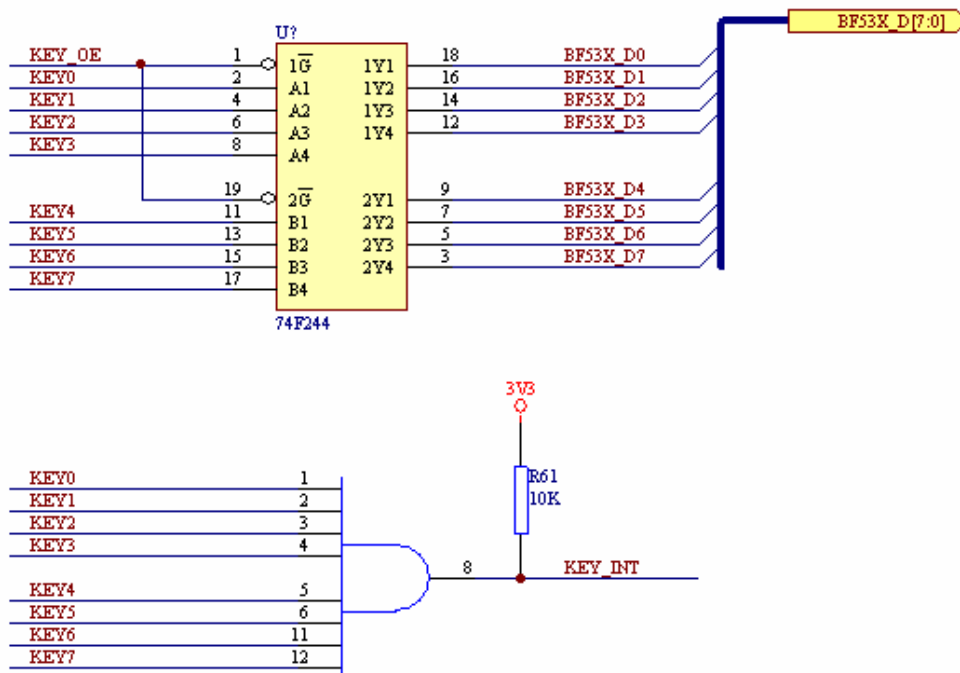 BF53X_D[7:0]
U?
KEY_OE 1 1G 1Y1 18 BF53X_D0
KEY0 2 A1 1Y2 16 BF53X_D1
KEY1 4 A2 1Y3 14 BF53X_D2
KEY2 6 A3 1Y4 12 BF53X_D3
KEY3 8 A4
19 2G 2Y1 9 BF53X_D4
KEY4 11 B1 2Y2 7 BF53X_D5
KEY5 13 B2 2Y3 5 BF53X_D6
KEY6 15 B3 2Y4 3 BF53X_D7
KEY7 17 B4
74F244
3V3
R61
10K
KEY0 1
KEY1 2
KEY2 3
KEY3 4
8 KEY_INT
KEY4 5
KEY5 6
KEY6 11
KEY7 12